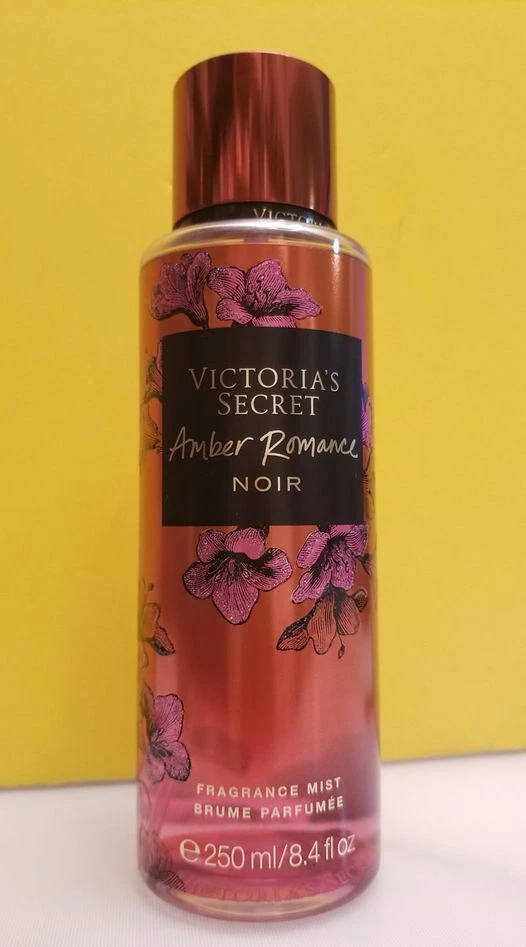 VICTORIA'S
SECRET
Amber Romance
NOIR
FRAGRANCE MIST
BRUME PARFUMÉE
℮ 250 ml/8.4 fl oz